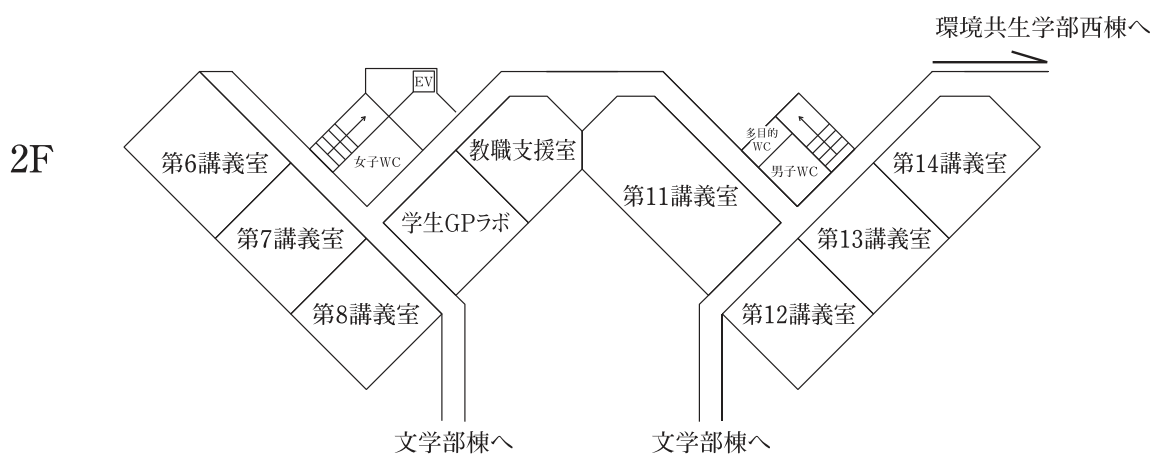 環境共生学部西棟へ
2F
EV
第6講義室
女子WC
教職支援室
多目的
WC
男子WC
第14講義室
第11講義室
学生GPラボ
第7講義室
第13講義室
第8講義室
第12講義室
文学部棟へ
文学部棟へ